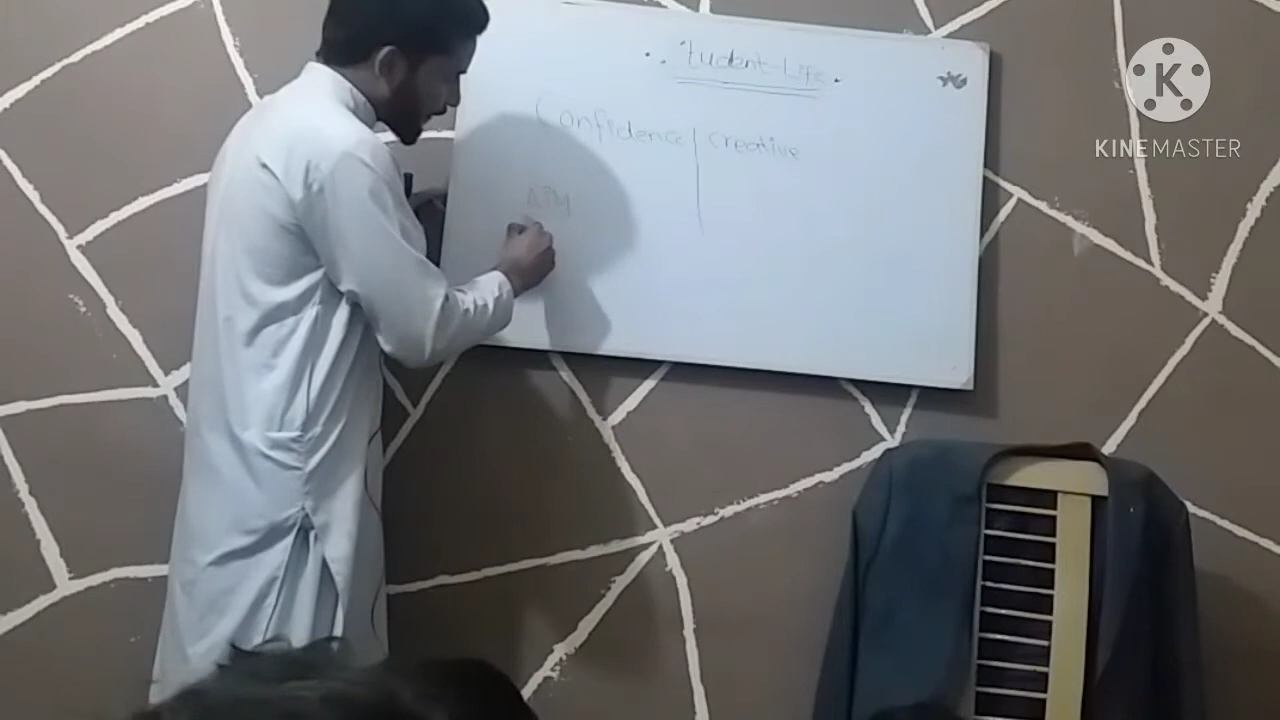 Student-Life
Confidence | Creative
AIM
K
KINEMASTER